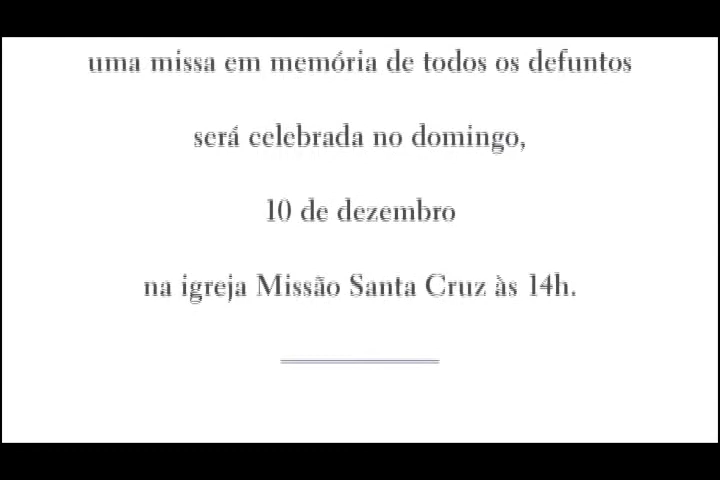 uma missa em memória de todos os defuntos
será celebrada no domingo,
10 de dezembro
na igreja Missão Santa Cruz às 14h.